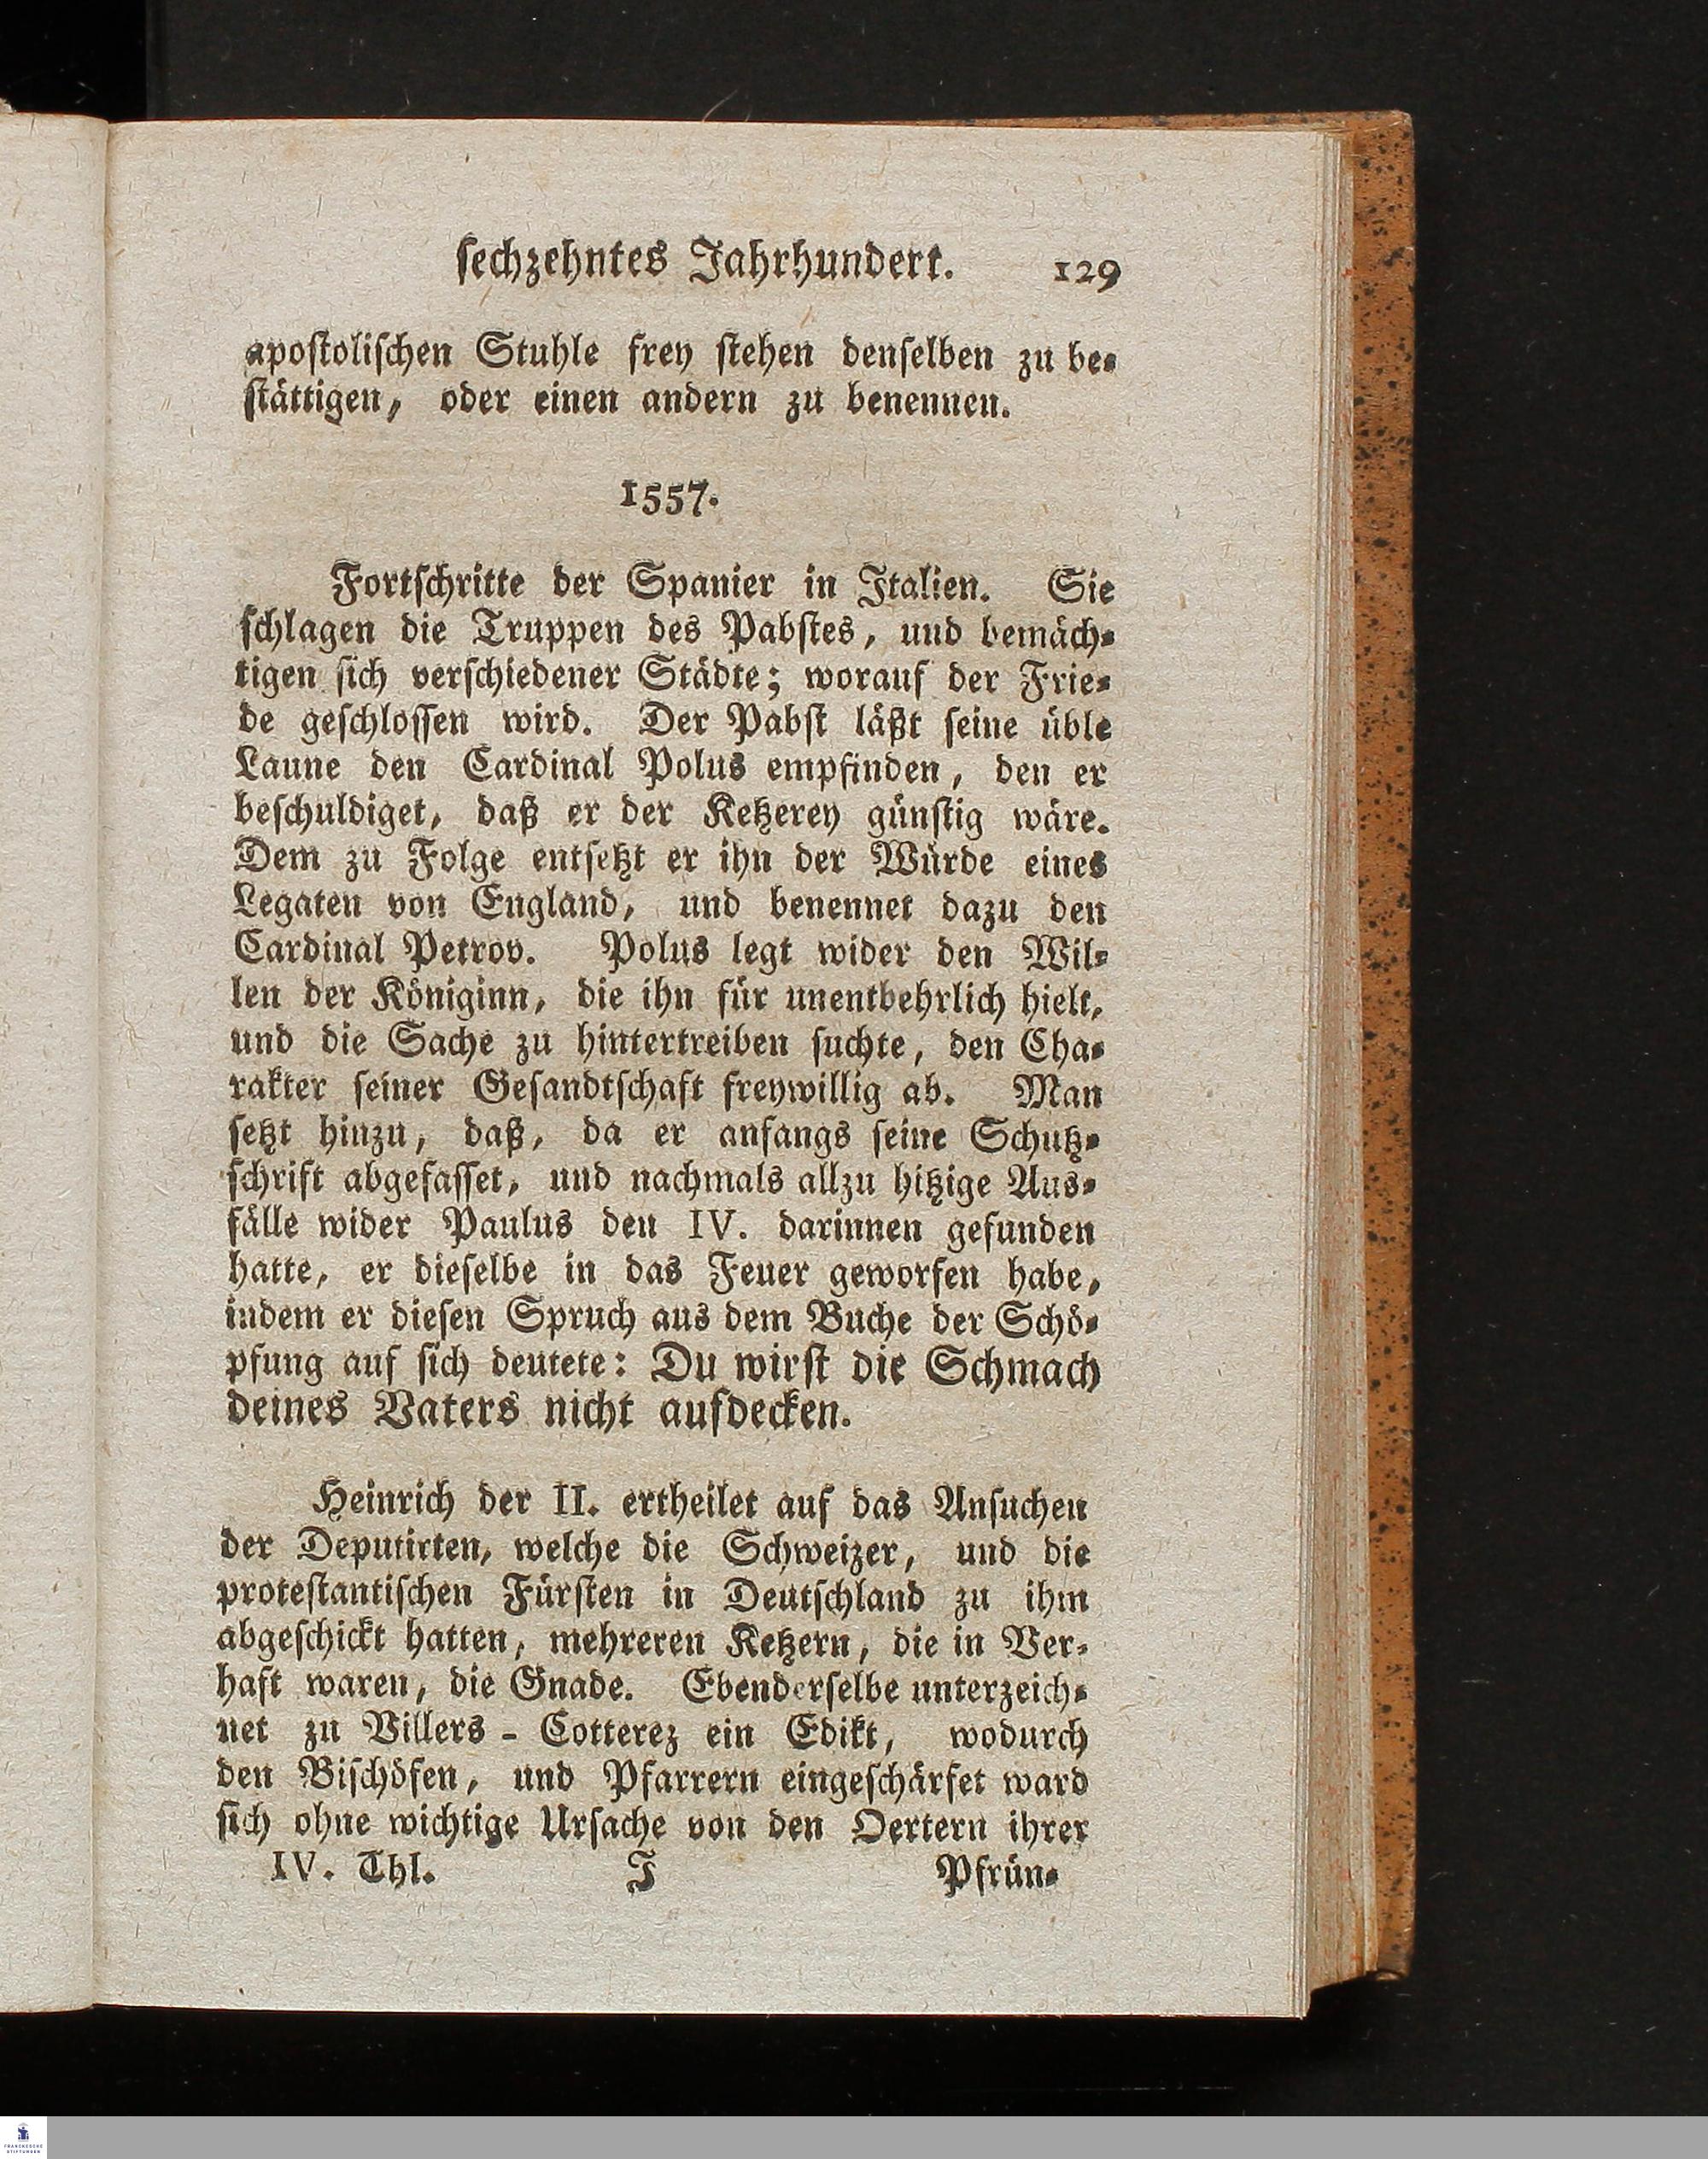 sechzehntes Jahrhundert. 129
apostolischen Stuhle frey stehen denselben zu be⸗
stättigen, oder einen andern zu benennen.
1557.
Fortschritte der Spanier in Italien. Sie
schlagen die Truppen des Pabstes, und bemäch⸗
tigen sich verschiedener Städte; worauf der Frie⸗
de geschlossen wird. Der Pabst läßt seine üble
Laune den Cardinal Polus empfinden, den er
beschuldiget, daß er der Ketzerey günstig wäre.
Dem zu Folge entsetzt er ihn der Würde eines
Legaten von England, und benennet dazu den
Cardinal Petrov. Polus legt wider den Wil⸗
len der Königinn, die ihn für unentbehrlich hielt,
und die Sache zu hintertreiben suchte, den Cha⸗
rakter seiner Gesandtschaft freywillig ab. Man
setzt hinzu, daß, da er anfangs seine Schutz⸗
schrift abgefasset, und nachmals allzu hitzige Aus⸗
fälle wider Paulus den IV. darinnen gefunden
hatte, er dieselbe in das Feuer geworfen habe,
indem er diesen Spruch aus dem Buche der Schö⸗
pfung auf sich deutete: Du wirst die Schmach
deines Vaters nicht aufdecken.
Heinrich der II. ertheilet auf das Ansuchen
der Deputirten, welche die Schweizer, und die
protestantischen Fürsten in Deutschland zu ihm
abgeschickt hatten, mehreren Ketzern, die in Ver⸗
haft waren, die Gnade. Ebenderselbe unterzeich⸗
net zu Villers - Cotterez ein Edikt, wodurch
den Bischöfen, und Pfarrern eingeschärfet ward
sich ohne wichtige Ursache von den Oertern ihrer
IV. Thl. J Pfrün⸗
FRANCKESCHE
STIFTUNGEN